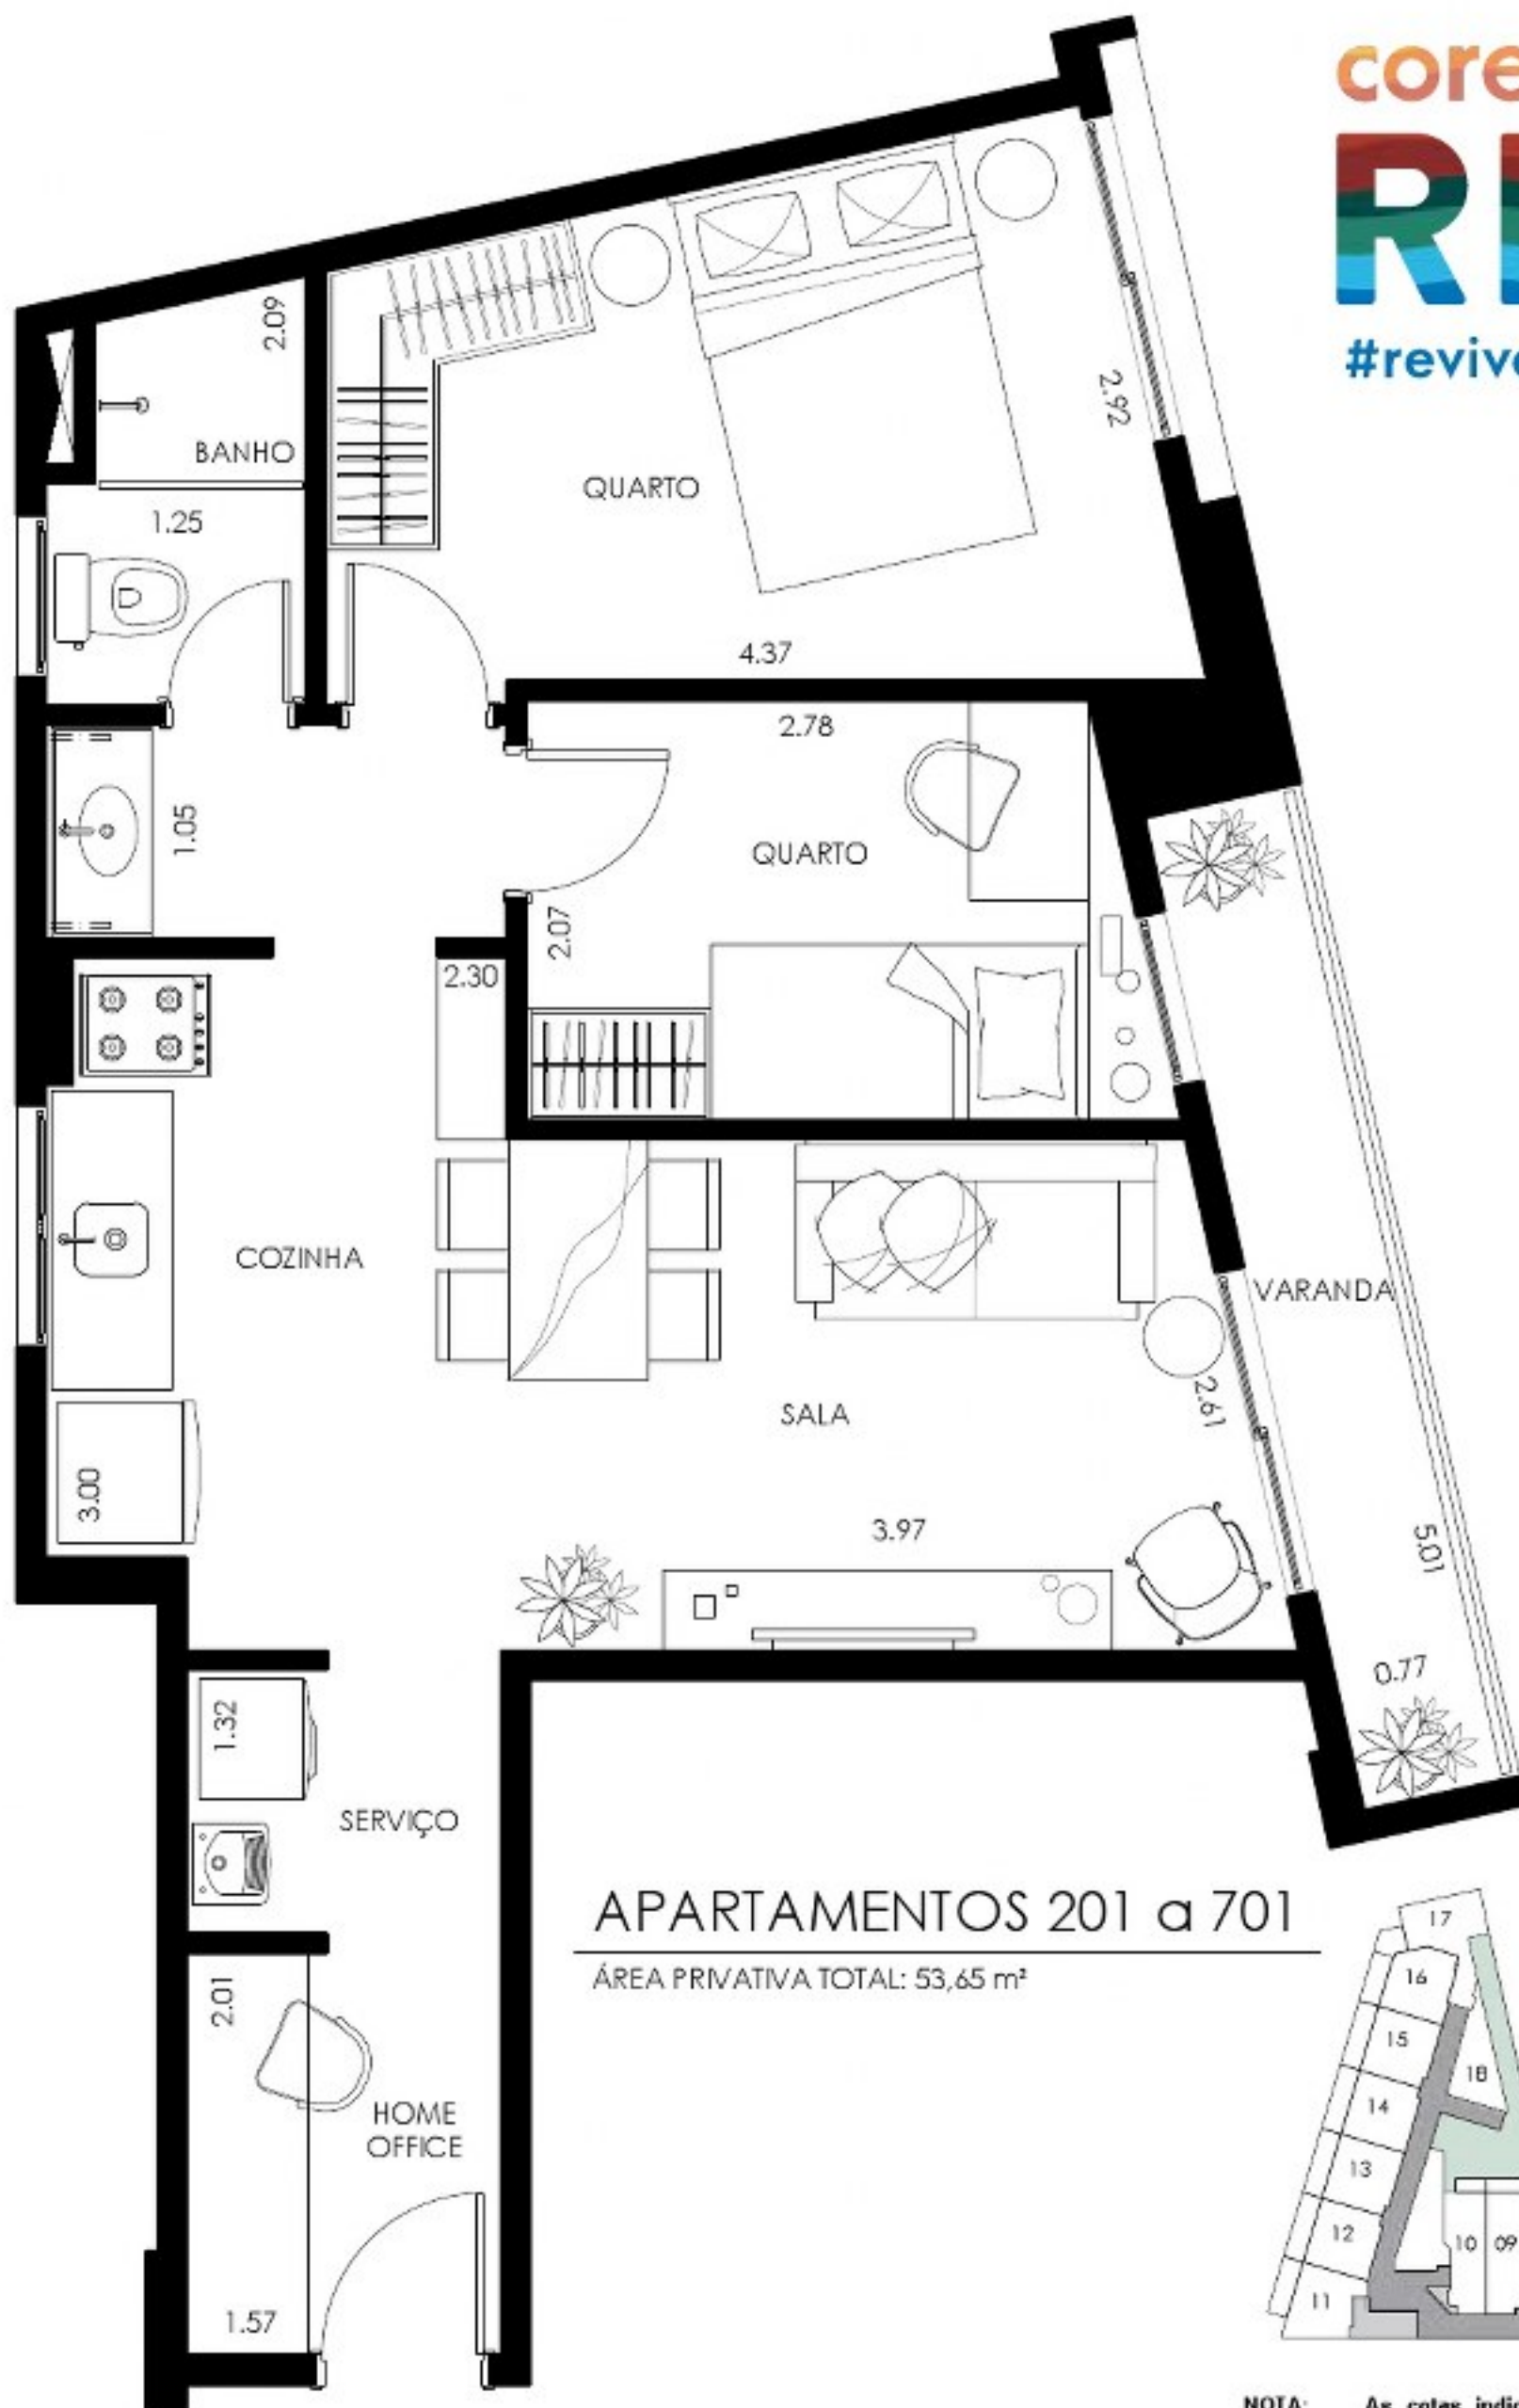 2.09
BANHO
1.25
QUARTO
2.92
4.37
2.78
1.05
QUARTO
2.07
2.30
COZINHA
VARANDA
SALA
2.61
3.00
3.97
5.01
0.77
1.32
SERVIÇO
2.01
HOME
OFFICE
1.57
APARTAMENTOS 201 a 701
ÁREA PRIVATIVA TOTAL: 53,65 m²
17
16
15
18
14
13
12
10 09
11
NOTA: As cotas
core
#revive